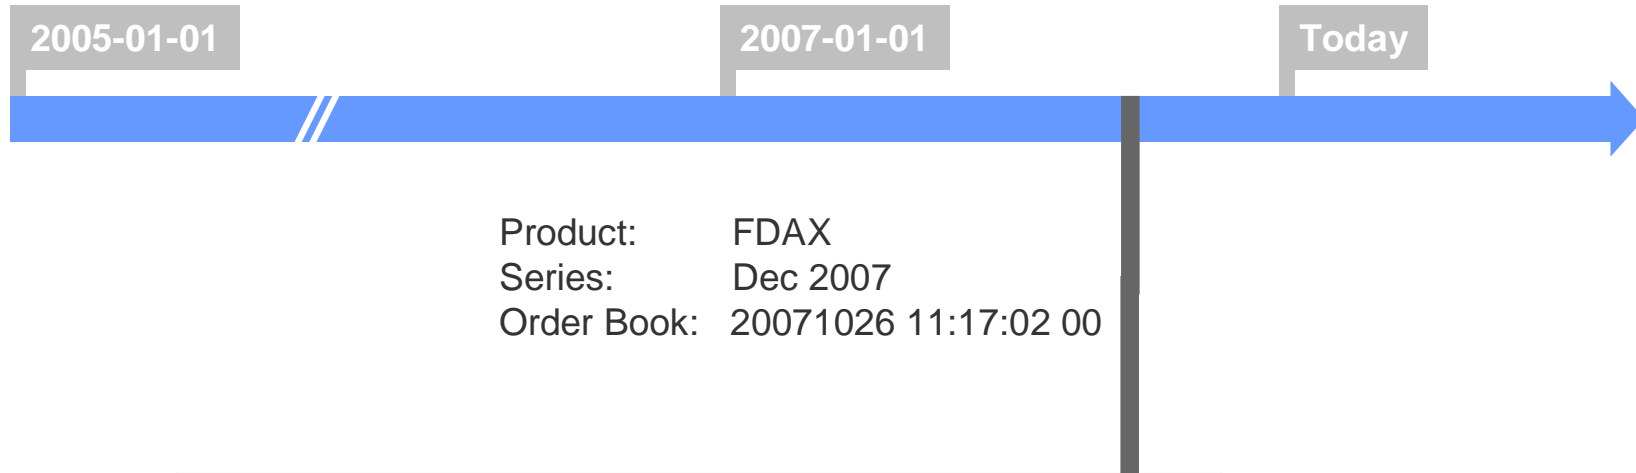 2005-01-01
2007-01-01
Today
Product: FDAX
Series: Dec 2007
Order Book: 20071026 11:17:02 00